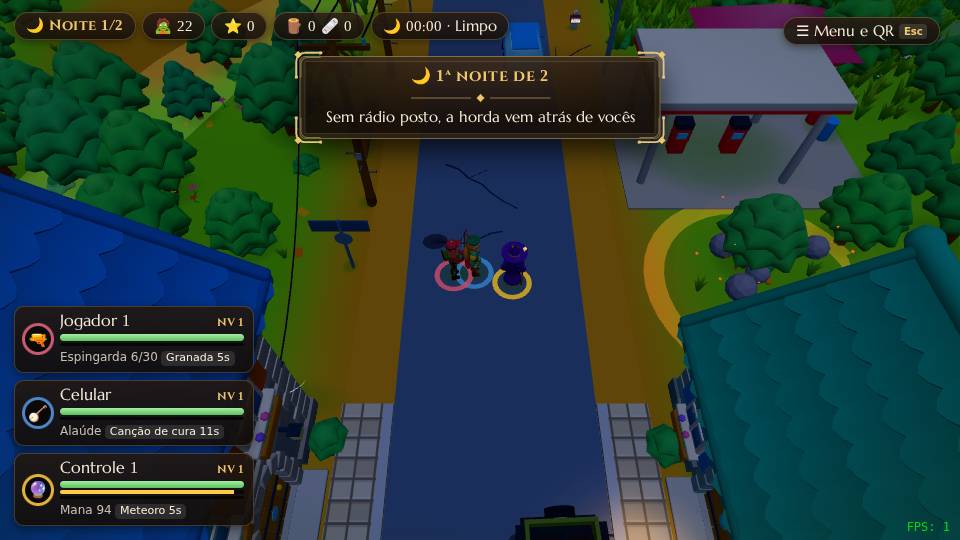 NOITE 1/2
22
0
0
0
00:00 · Limpo
☰ Menu e QR Esc
1ª NOITE DE 2
Sem rádio posto, a horda vem atrás de vocês
Jogador 1 NV 1
Espingarda 6/30 Granada 5s
Celular NV 1
Alaúde Canção de cura 11s
Controle 1 NV 1
Mana 94 Meteoro 5s
FPS: 1